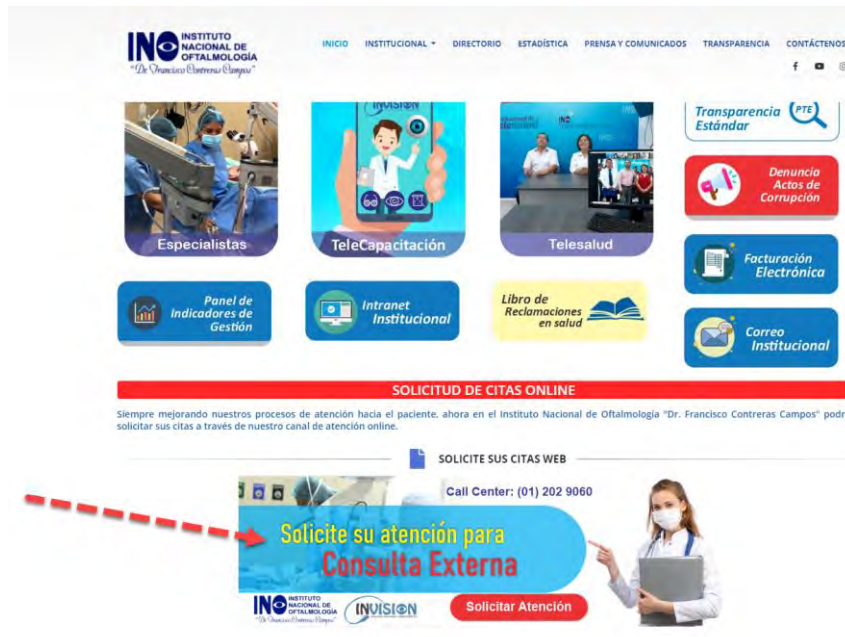 INO INSTITUTO
NACIONAL DE
OFTALMOLOGÍA
"Dr. Francisco Contreras Campos"
INICIO INSTITUCIONAL DIRECTORIO ESTADÍSTICA PRENSA Y COMUNICADOS TRANSPARENCIA CONTÁCTENOS
INVISION
Transparencia
Estándar
PTE
Denuncia
Actos de
Corrupción
Especialistas
TeleCapacitación
Telesalud
Facturación
Electrónica
Panel de
Indicadores de
Gestión
Intranet
Institucional
Libro de
Reclamaciones
en salud
Correo
Institucional
SOLICITUD DE CITAS ONLINE
Siempre mejorando nuestros procesos de atención hacia el paciente, ahora en el Instituto Nacional de Oftalmología "Dr. Francisco Contreras Campos" podr
solicitar sus citas a través de nuestro canal de atención online.
SOLICITE SUS CITAS WEB
Call Center: (01) 202 9060
Solicite su atención para
Consulta Externa
INO INSTITUTO
NACIONAL DE
OFTALMOLOGÍA
"Dr. Francisco Contreras Campos"
INVISION
Solicitar Atención